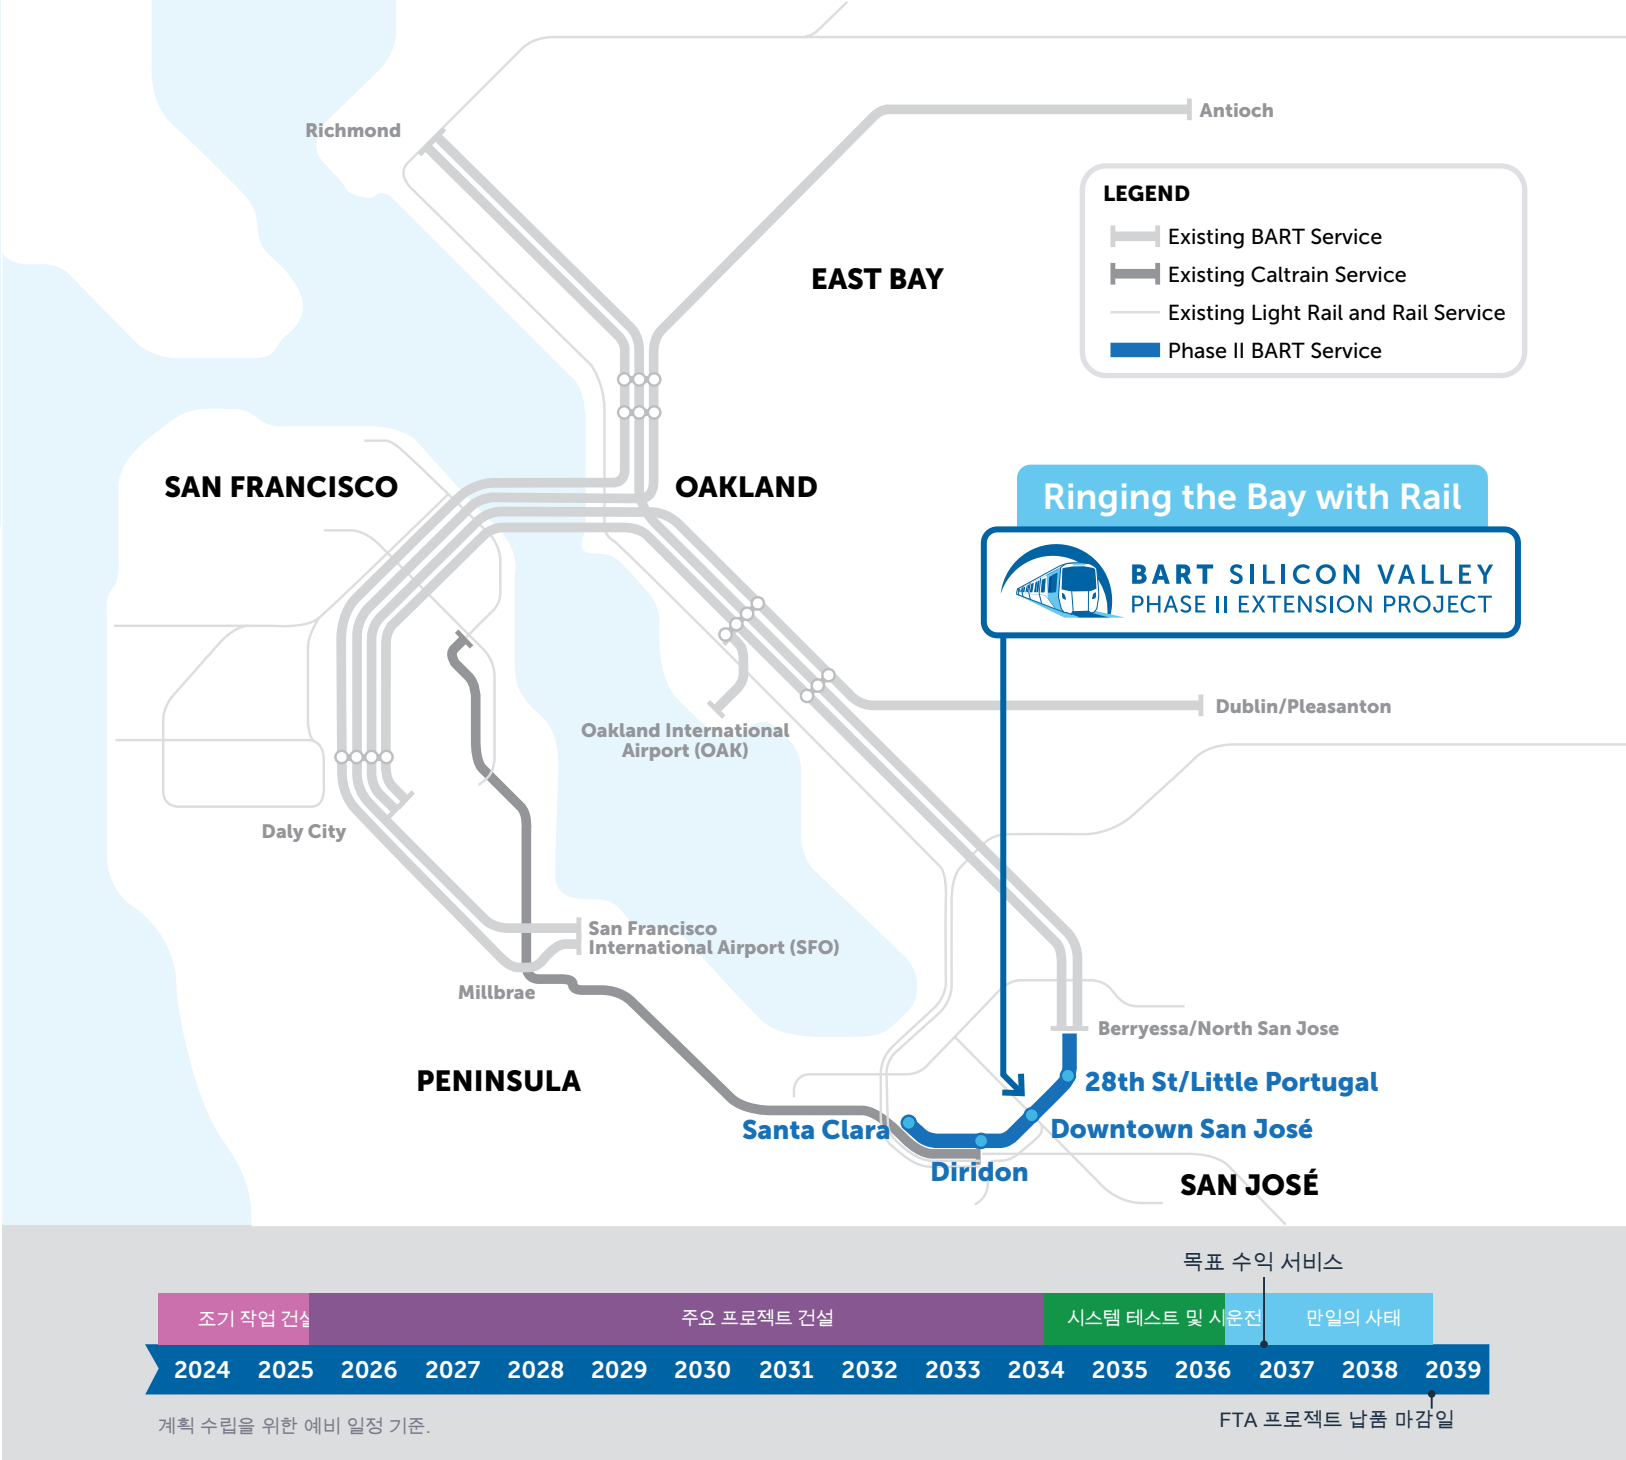 Richmond
Antioch
LEGEND
Existing BART Service
Existing Caltrain Service
Existing Light Rail and Rail Service
Phase II BART Service
EAST BAY
SAN FRANCISCO
OAKLAND
Ringing the Bay with Rail
BART SILICON VALLEY
PHASE II EXTENSION PROJECT
Oakland International
Airport (OAK)
Dublin/Pleasanton
Daly City
San Francisco
International Airport (SFO)
Millbrae
Berryessa/North San Jose
PENINSULA
28th St/Little Portugal
Santa Clara
Downtown San José
Diridon
SAN JOSÉ
목표 수익 서비스
조기 작업 건설
주요 프로젝트 건설
시스템 테스트 및 시운전
만일의 사태
2024 2025 2026 2027 2028 2029 2030 2031 2032 2033 2034 2035 2036 2037 2038 2039
계획 수립을 위한 예비 일정 기준.
FTA 프로젝트 납품 마감일